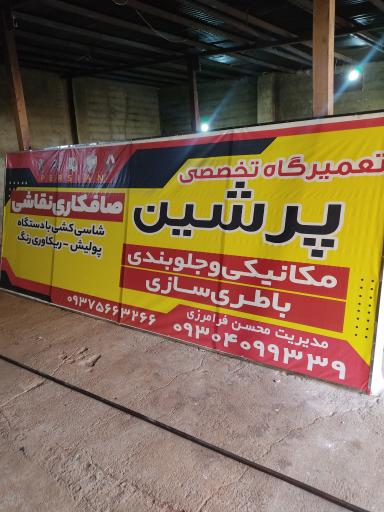 تعمیرگاه تخصصی
پرشین
مکانیکی و جلوبندی
باطری سازی
مدیریت محسن فرامرزی
۰۹۳۰۴۰۹۹۳۳۹
PERSIAN
صافکاری نقاشی
شاسی کشی با دستگاه
پولیش - ریکاوری رنگ
۰۹۳۷۵۶۶۳۲۶۶